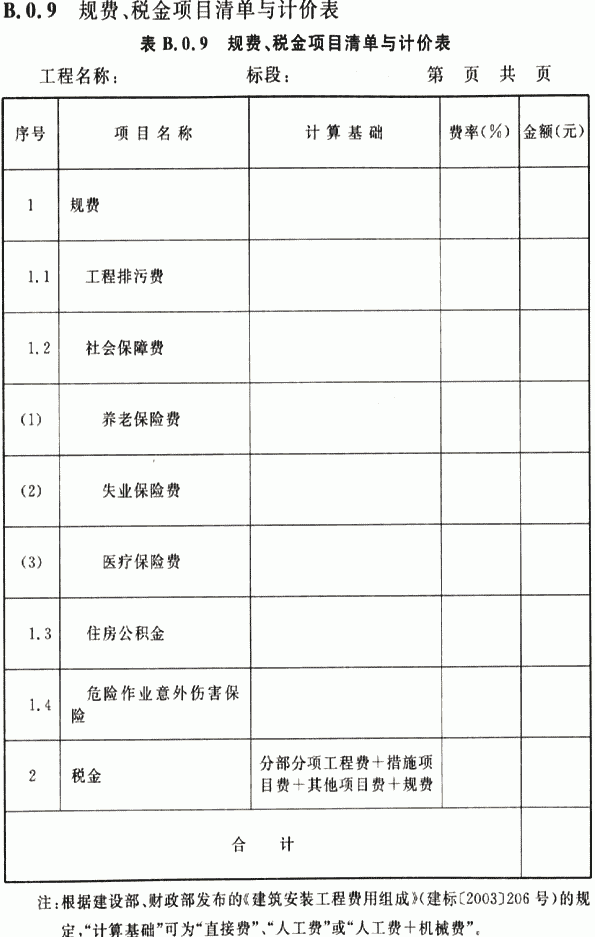 B.0.9 规费、税金项目清单与计价表
表 B.0.9 规费、税金项目清单与计价表
工程名称： 标段： 第 页 共 页
序号 项目名称 计算基础 费率(%) 金额(元)
1 规费
1.1 工程排污费
1.2 社会保障费
(1) 养老保险费
(2) 失业保险费
(3) 医疗保险费
1.3 住房公积金
1.4 危险作业意外伤害保
险
2 税金 分部分项工程费＋措施项
目费＋其他项目费＋规费
合 计
注：根据建设部、财政部发布的《建筑安装工程费用组成》(建标〔2003〕206 号)的规
定，“计算基础”可为“直接费”、“人工费”或“人工费＋机械费”。